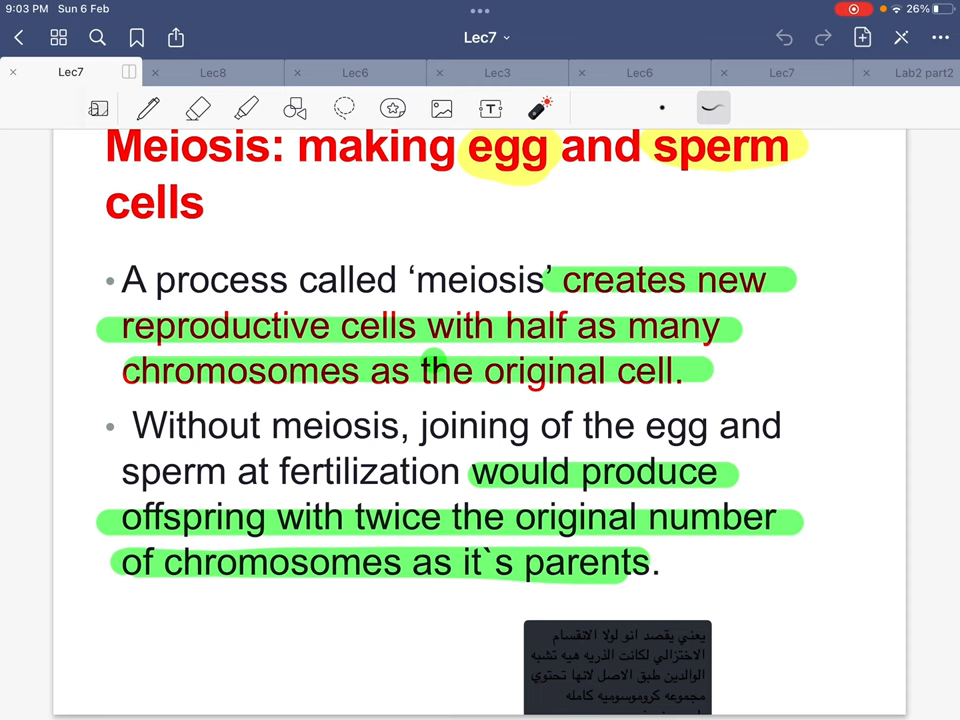 9:03 PM Sun 6 Feb
26%
Lec7
Lec7
Lec8
Lec6
Lec3
Lec6
Lec7
Lab2 part2
T
Meiosis: making egg and sperm
cells
• A process called ‘meiosis’ creates new
reproductive cells with half as many
chromosomes as the original cell.
• Without meiosis, joining of the egg and
sperm at fertilization would produce
offspring with twice the original number
of chromosomes as it`s parents.
يعني يقصد انو لولا الانقسام
الاختزالي لكانت الذريه هيه تشبه
الوالدين طبق الاصل لانها تحتوي
مجموعه كروموسوميه كامله